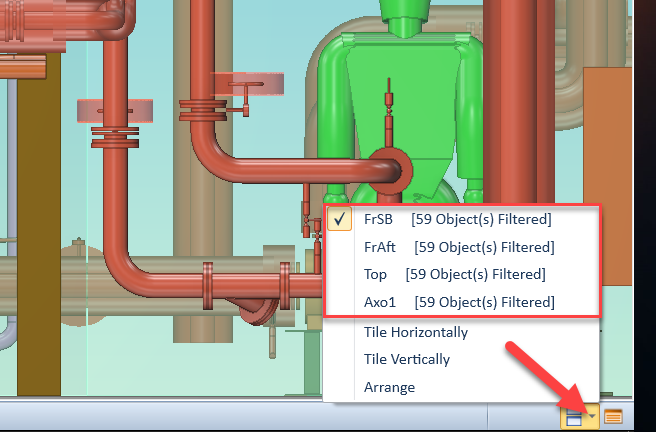 FrSB [59 Object(s) Filtered]
FrAft [59 Object(s) Filtered]
Top [59 Object(s) Filtered]
Axo1 [59 Object(s) Filtered]
Tile Horizontally
Tile Vertically
Arrange